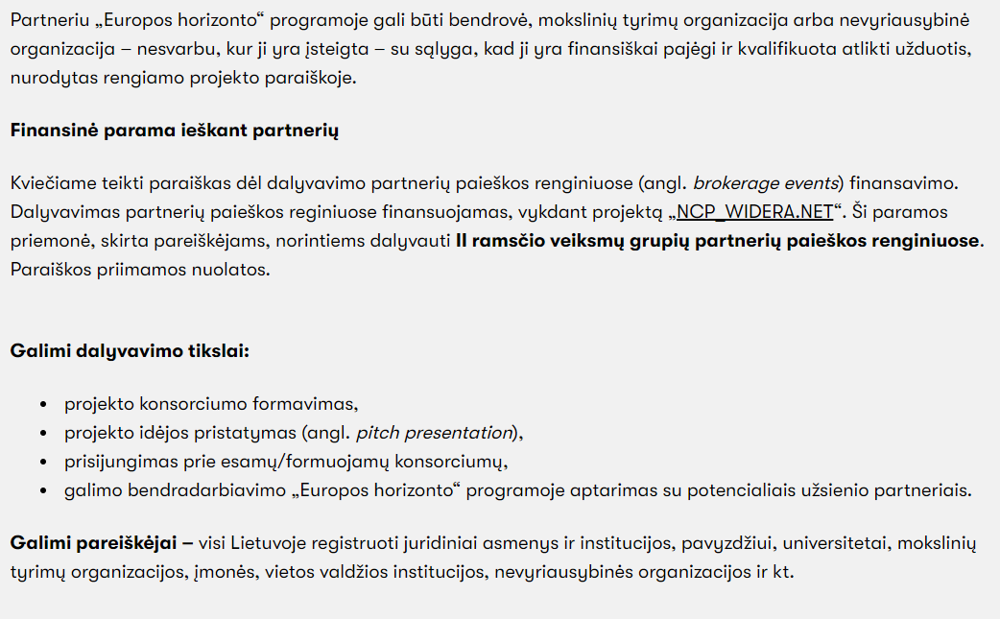 Partneriu „Europos horizonto“ programoje gali būti bendrovė, mokslinių tyrimų organizacija arba nevyriausybinė
organizacija – nesvarbu, kur ji yra įsteigta – su sąlyga, kad ji yra finansiškai pajėgi ir kvalifikuota atlikti užduotis,
nurodytas rengiamo projekto paraiškoje.
Finansinė parama ieškant partnerių
Kviečiame teikti paraiškas dėl dalyvavimo partnerių paieškos renginiuose (angl. brokerage events) finansavimo.
Dalyvavimas partnerių paieškos reginiuose finansuojamas, vykdant projektą „NCP_WIDERA.NET“. Ši paramos
priemonė, skirta pareiškėjams, norintiems dalyvauti II ramsčio veiksmų grupių partnerių paieškos renginiuose.
Paraiškos priimamos nuolatos.
Galimi dalyvavimo tikslai:
• projekto konsorciumo formavimas,
• projekto idėjos pristatymas (angl. pitch presentation),
• prisijungimas prie esamų/formuojamų konsorciumų,
• galimo bendradarbiavimo „Europos horizonto“ programoje aptarimas su potencialiais užsienio partneriais.
Galimi pareiškėjai – visi Lietuvoje registruoti juridiniai asmenys ir institucijos, pavyzdžiui, universitetai, mokslinių
tyrimų organizacijos, įmonės, vietos valdžios institucijos, nevyriausybinės organizacijos ir kt.